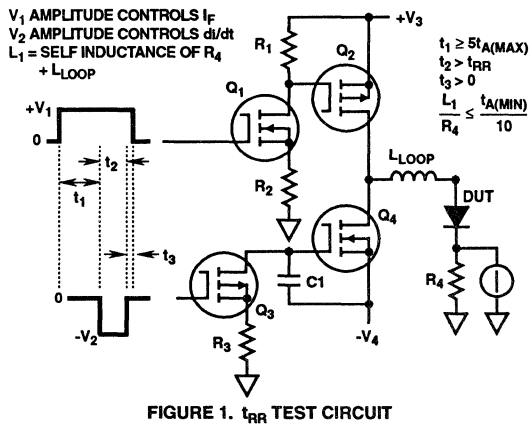 V1 AMPLITUDE CONTROLS IF
V2 AMPLITUDE CONTROLS di/dt
L1 = SELF INDUCTANCE OF R4
+ LLOOP
+V3
t1 ≥ 5tA(MAX)
t2 > tRR
t3 > 0
L1/R4 ≤ tA(MIN)/10
R1
Q2
Q1
+V1
0
t2
t1
t3
R2
LLOOP
DUT
Q4
R4
C1
0
-V2
Q3
R3
-V4
FIGURE 1. tRR TEST CIRCUIT